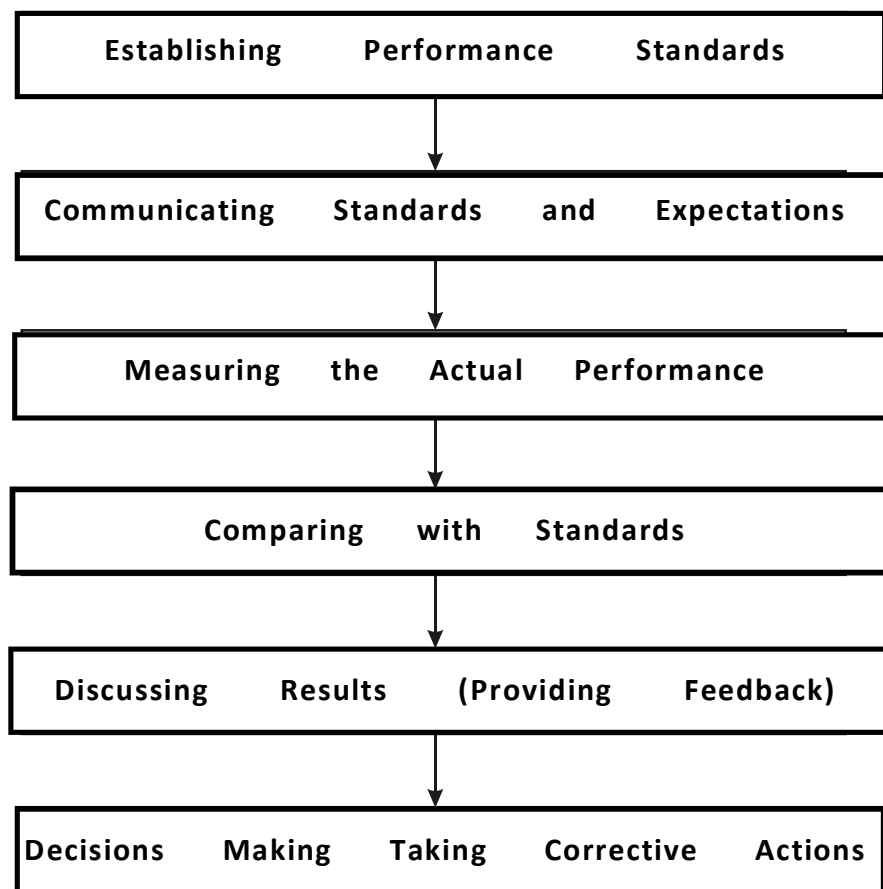 Establishing Performance Standards
Communicating Standards and Expectations
Measuring the Actual Performance
Comparing with Standards
Discussing Results (Providing Feedback)
Decisions Making Taking Corrective Actions